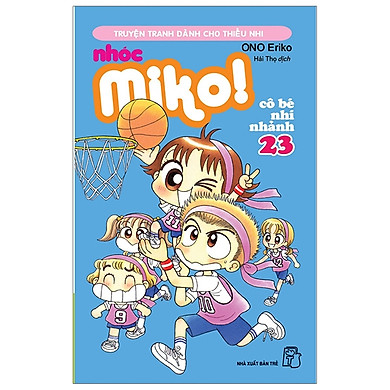 TRUYỆN TRANH DÀNH CHO THIẾU NHI
nhóc
ONO Eriko
Hải Thọ dịch
miko!
cô bé
nhí
nhảnh
23
9
10
NHÀ XUẤT BẢN TRẺ